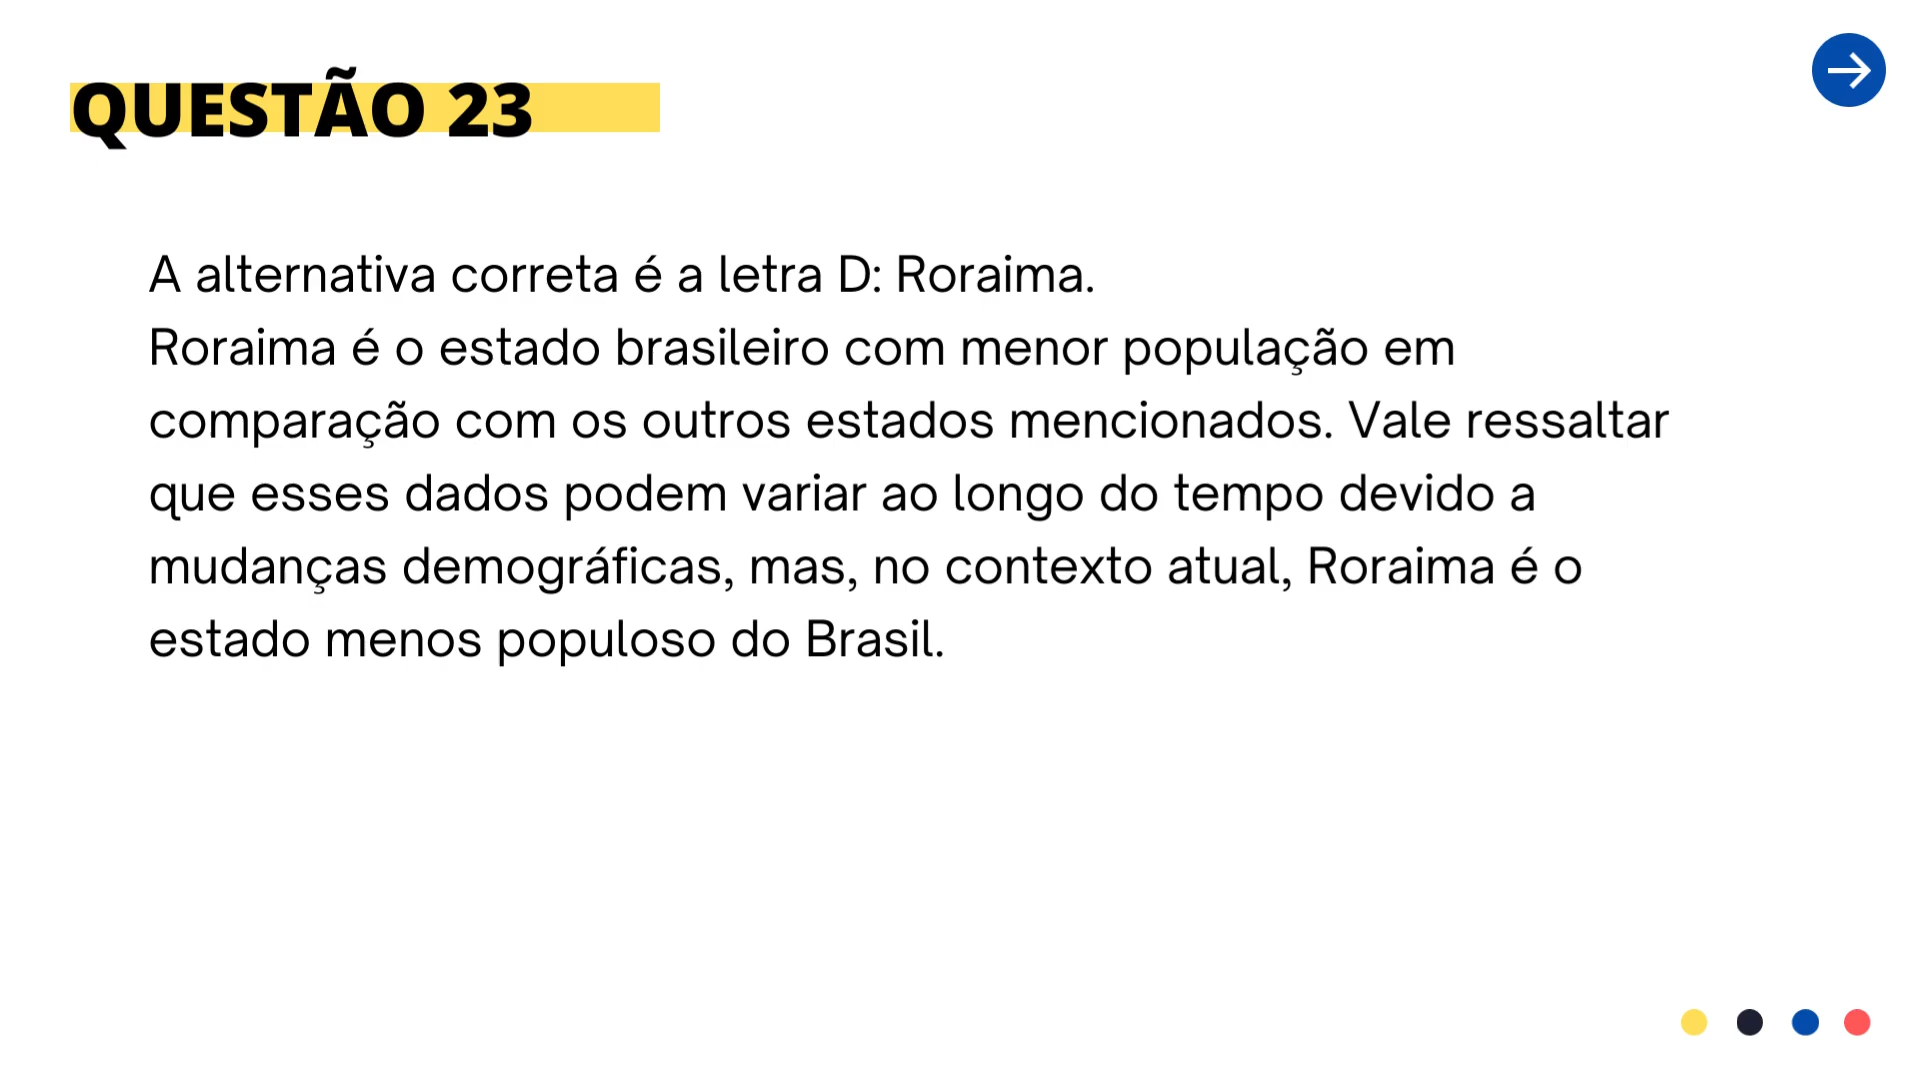 QUESTÃO 23
A alternativa correta é a letra D: Roraima.
Roraima é o estado brasileiro com menor população em
comparação com os outros estados mencionados. Vale ressaltar
que esses dados podem variar ao longo do tempo devido a
mudanças demográficas, mas, no contexto atual, Roraima é o
estado menos populoso do Brasil.